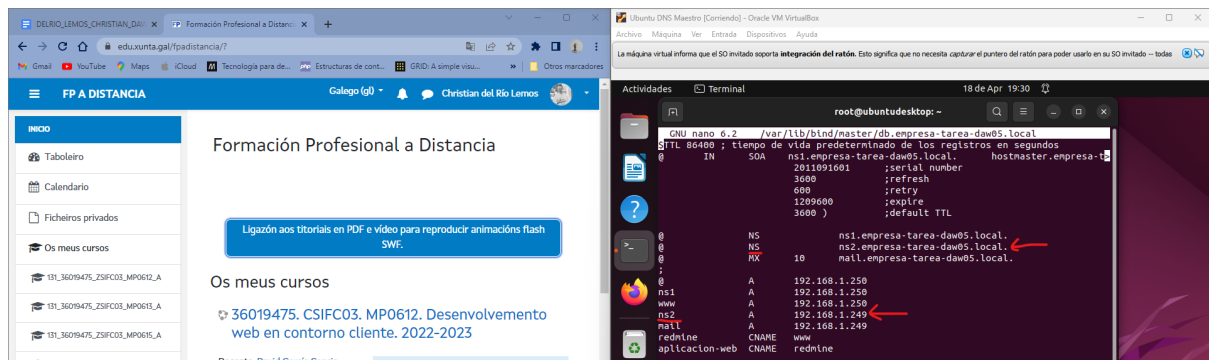 DELRIO_LEMOS_CHRISTIAN_DAW
Formación Profesional a Distanci
edu.xunta.gal/fpadistancia/?
Gmail YouTube Maps iCloud Tecnología para de... Estructuras de cont... GRID: A simple visu... » Otros marcadores
FP A DISTANCIA
Galego (gl)
Christian del Río Lemos
INICIO
Taboleiro
Calendario
Ficheiros privados
Os meus cursos
131_36019475_ZSIFC03_MP0612_A
131_36019475_ZSIFC03_MP0613_A
131_36019475_ZSIFC03_MP0615_A
Formación Profesional a Distancia
Ligazón aos titoriais en PDF e vídeo para reproducir animacións flash
SWF.
Os meus cursos
36019475. CSIFC03. MP0612. Desenvolvemento
web en contorno cliente. 2022-2023
Ubuntu DNS Maestro [Corriendo] - Oracle VM VirtualBox
Archivo Máquina Ver Entrada Dispositivos Ayuda
La máquina virtual informa que el SO invitado soporta integración del ratón. Esto significa que no necesita capturar el puntero del ratón para poder usarlo en su SO invitado -- todas
Actividades Terminal 18 de Apr 19:30
root@ubuntudesktop: ~
GNU nano 6.2 /var/lib/bind/master/db.empresa-tarea-daw05.local
$TTL 86400 ; tiempo de vida predeterminado de los registros en segundos
@ IN SOA ns1.empresa-tarea-daw05.local. hostmaster.empresa-t>
2011091601 ;serial number
3600 ;refresh
600 ;retry
1209600 ;expire
3600 ) ;default TTL
@ NS ns1.empresa-tarea-daw05.local.
@ NS ns2.empresa-tarea-daw05.local.
@ MX 10 mail.empresa-tarea-daw05.local.
;
@ A 192.168.1.250
ns1 A 192.168.1.250
www A 192.168.1.250
ns2 A 192.168.1.249
mail A 192.168.1.249
redmine CNAME www
aplicacion-web CNAME redmine